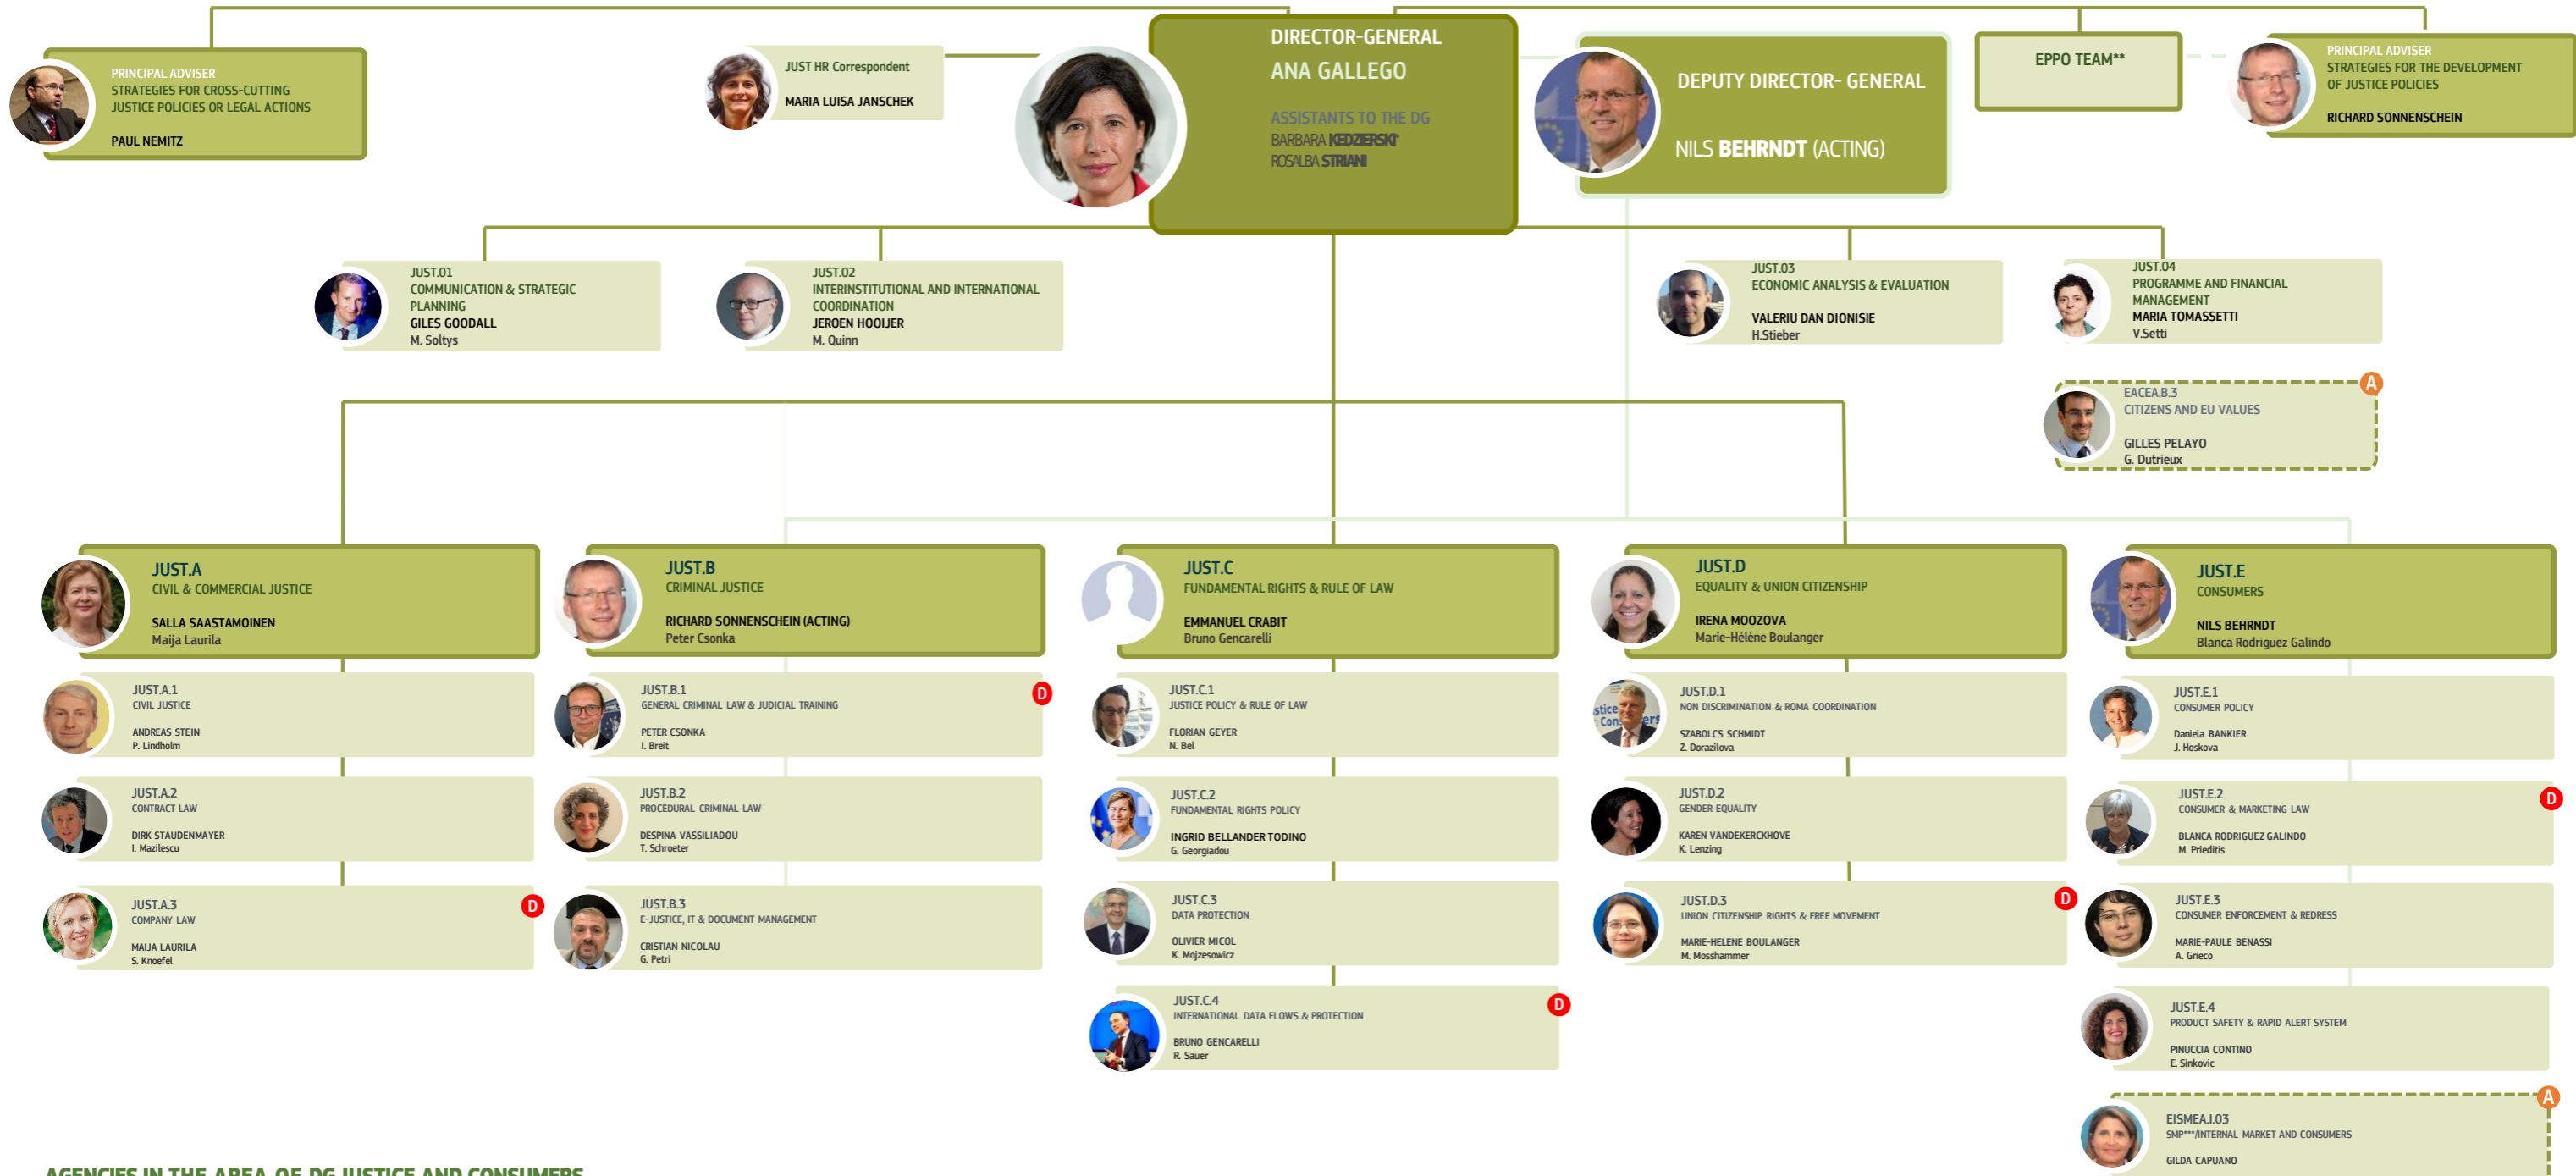 DIRECTOR-GENERAL
ANA GALLEGO
ASSISTANTS TO THE DG
BARBARA KEDZIERSKI*
ROSALBA STRIANI
PRINCIPAL ADVISER
STRATEGIES FOR CROSS-CUTTING
JUSTICE POLICIES OR LEGAL ACTIONS
PAUL NEMITZ
JUST HR Correspondent
MARIA LUISA JANSCHEK
DEPUTY DIRECTOR- GENERAL
NILS BEHRNDT (ACTING)
EPPO TEAM**
PRINCIPAL ADVISER
STRATEGIES FOR THE DEVELOPMENT
OF JUSTICE POLICIES
RICHARD SONNENSCHEIN
JUST.01
COMMUNICATION & STRATEGIC
PLANNING
GILES GOODALL
M. Soltys
JUST.02
INTERINSTITUTIONAL AND INTERNATIONAL
COORDINATION
JEROEN HOOIJER
M. Quinn
JUST.03
ECONOMIC ANALYSIS & EVALUATION
VALERIU DAN DIONISIE
H.Stieber
JUST.04
PROGRAMME AND FINANCIAL
MANAGEMENT
MARIA TOMASSETTI
V.Setti
A
EACEA.B.3
CITIZENS AND EU VALUES
GILLES PELAYO
G. Dutrieux
JUST.A
CIVIL & COMMERCIAL JUSTICE
SALLA SAASTAMOINEN
Maija Laurila
JUST.A.1
CIVIL JUSTICE
ANDREAS STEIN
P. Lindholm
JUST.A.2
CONTRACT LAW
DIRK STAUDENMAYER
I. Mazilescu
JUST.A.3
COMPANY LAW
MAIJA LAURILA
S. Knoefel
D
JUST.B
CRIMINAL JUSTICE
RICHARD SONNENSCHEIN (ACTING)
Peter Csonka
JUST.B.1
GENERAL CRIMINAL LAW & JUDICIAL TRAINING
PETER CSONKA
I. Breit
D
JUST.B.2
PROCEDURAL CRIMINAL LAW
DESPINA VASSILIADOU
T. Schroeter
JUST.B.3
E-JUSTICE, IT & DOCUMENT MANAGEMENT
CRISTIAN NICOLAU
G. Petri
JUST.C
FUNDAMENTAL RIGHTS & RULE OF LAW
EMMANUEL CRABIT
Bruno Gencarelli
JUST.C.1
JUSTICE POLICY & RULE OF LAW
FLORIAN GEYER
N. Bel
JUST.C.2
FUNDAMENTAL RIGHTS POLICY
INGRID BELLANDER TODINO
G. Georgiadou
JUST.C.3
DATA PROTECTION
OLIVIER MICOL
K. Mojzesowicz
JUST.C.4
INTERNATIONAL DATA FLOWS & PROTECTION
BRUNO GENCARELLI
R. Sauer
D
JUST.D
EQUALITY & UNION CITIZENSHIP
IRENA MOOZOVA
Marie-Hélène Boulanger
JUST.D.1
NON DISCRIMINATION & ROMA COORDINATION
SZABOLCS SCHMIDT
Z. Dorazilova
JUST.D.2
GENDER EQUALITY
KAREN VANDEKERCKHOVE
K. Lenzing
JUST.D.3
UNION CITIZENSHIP RIGHTS & FREE MOVEMENT
MARIE-HELENE BOULANGER
M. Mosshammer
D
JUST.E
CONSUMERS
NILS BEHRNDT
Blanca Rodriguez Galindo
JUST.E.1
CONSUMER POLICY
Daniela BANKIER
J. Hoskova
JUST.E.2
CONSUMER & MARKETING LAW
BLANCA RODRIGUEZ GALINDO
M. Prieditis
D
JUST.E.3
CONSUMER ENFORCEMENT & REDRESS
MARIE-PAULE BENASSI
A. Grieco
JUST.E.4
PRODUCT SAFETY & RAPID ALERT SYSTEM
PINUCCIA CONTINO
E. Sinkovic
A
EISMEA.I.03
SMP***/INTERNAL MARKET AND CONSUMERS
GILDA CAPUANO
AGENCIES IN THE AREA OF DG JUSTICE AND CONSUMERS